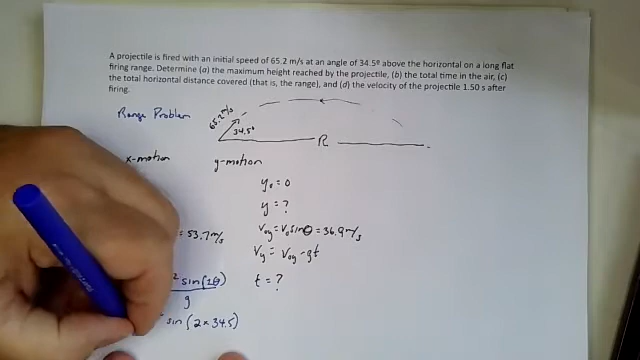 A projectile is fired with an initial speed of 65.2 m/s at an angle of 34.5º above the horizontal on a long flat
firing range. Determine (a) the maximum height reached by the projectile, (b) the total time in the air, (c)
the total horizontal distance covered (that is, the range), and (d) the velocity of the projectile 1.50 s after
firing.
Range Problem
65.2 m/s
34.5º
R
x-motion
y-motion
y₀ = 0
y = ?
= 53.7 m/s
V₀y = V₀ sinθ = 36.9 m/s
Vy = V₀y - gt
² sin(2θ)
g
t = ?
sin(2 × 34.5)